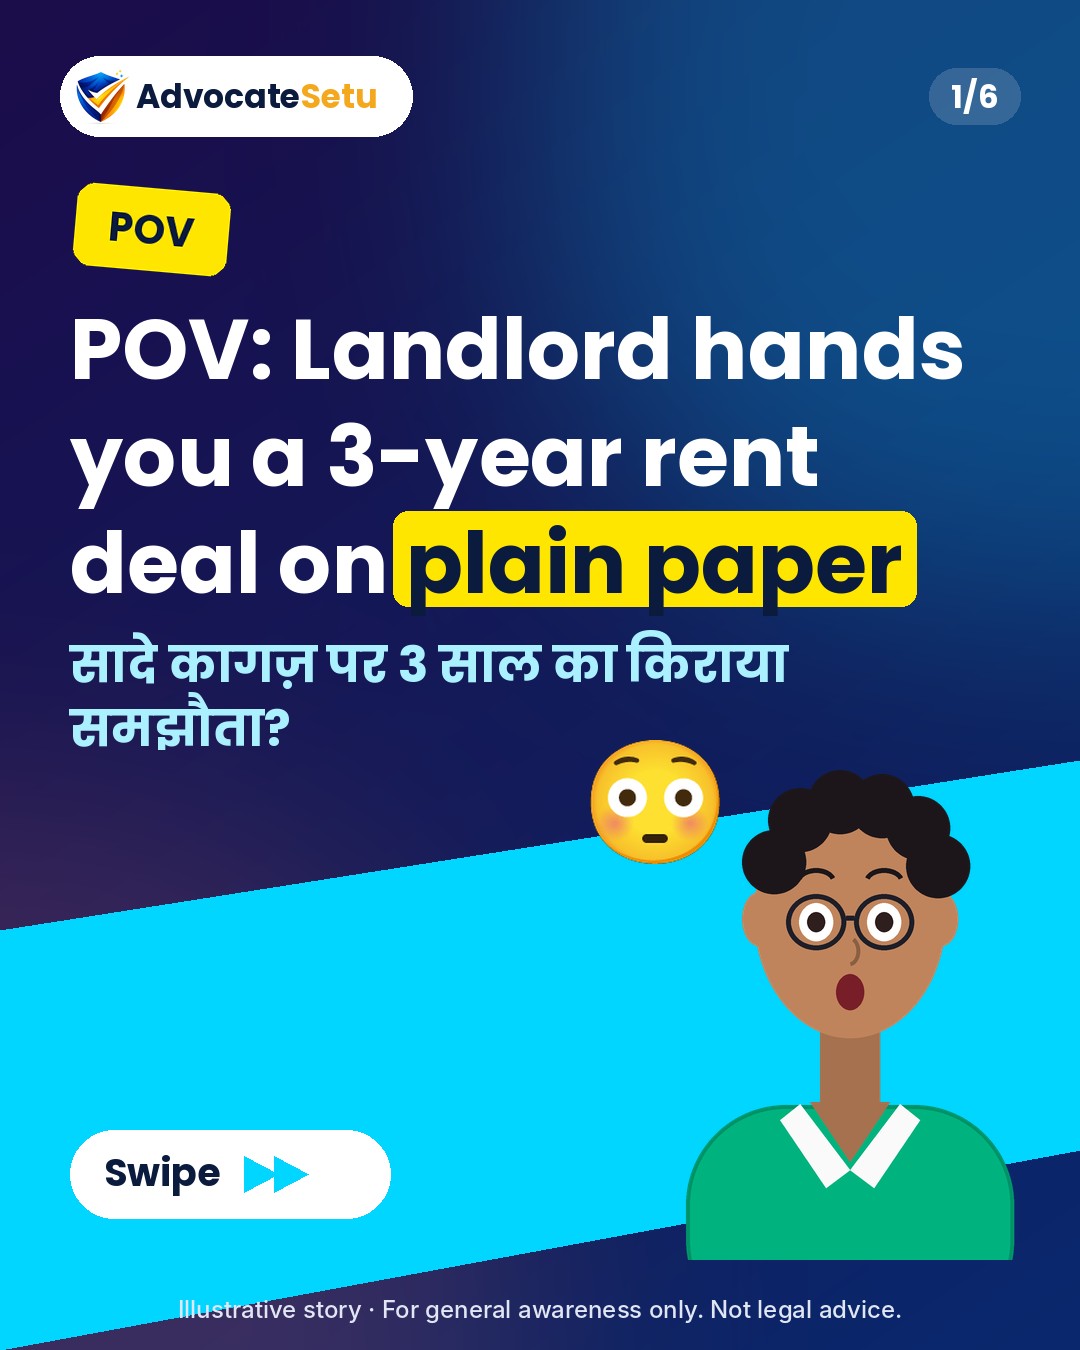 AdvocateSetu
1/6
POV
POV: Landlord hands
you a 3-year rent
deal on plain paper
सादे कागज़ पर 3 साल का किराया
समझौता?
Swipe
Illustrative story · For general awareness only. Not legal advice.